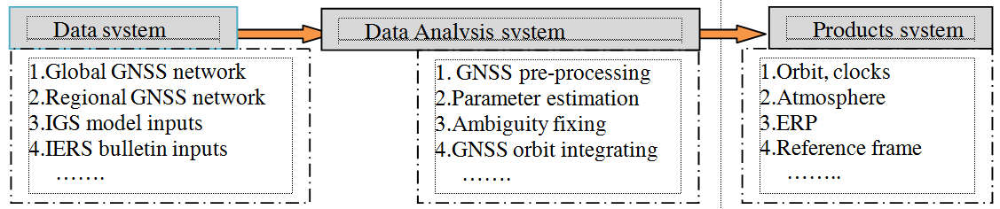 Data system
Data Analysis system
Products system
1.Global GNSS network
2.Regional GNSS network
3.IGS model inputs
4.IERS bulletin inputs
…….
1. GNSS pre-processing
2.Parameter estimation
3.Ambiguity fixing
4.GNSS orbit integrating
…….
1.Orbit, clocks
2.Atmosphere
3.ERP
4.Reference frame
……..